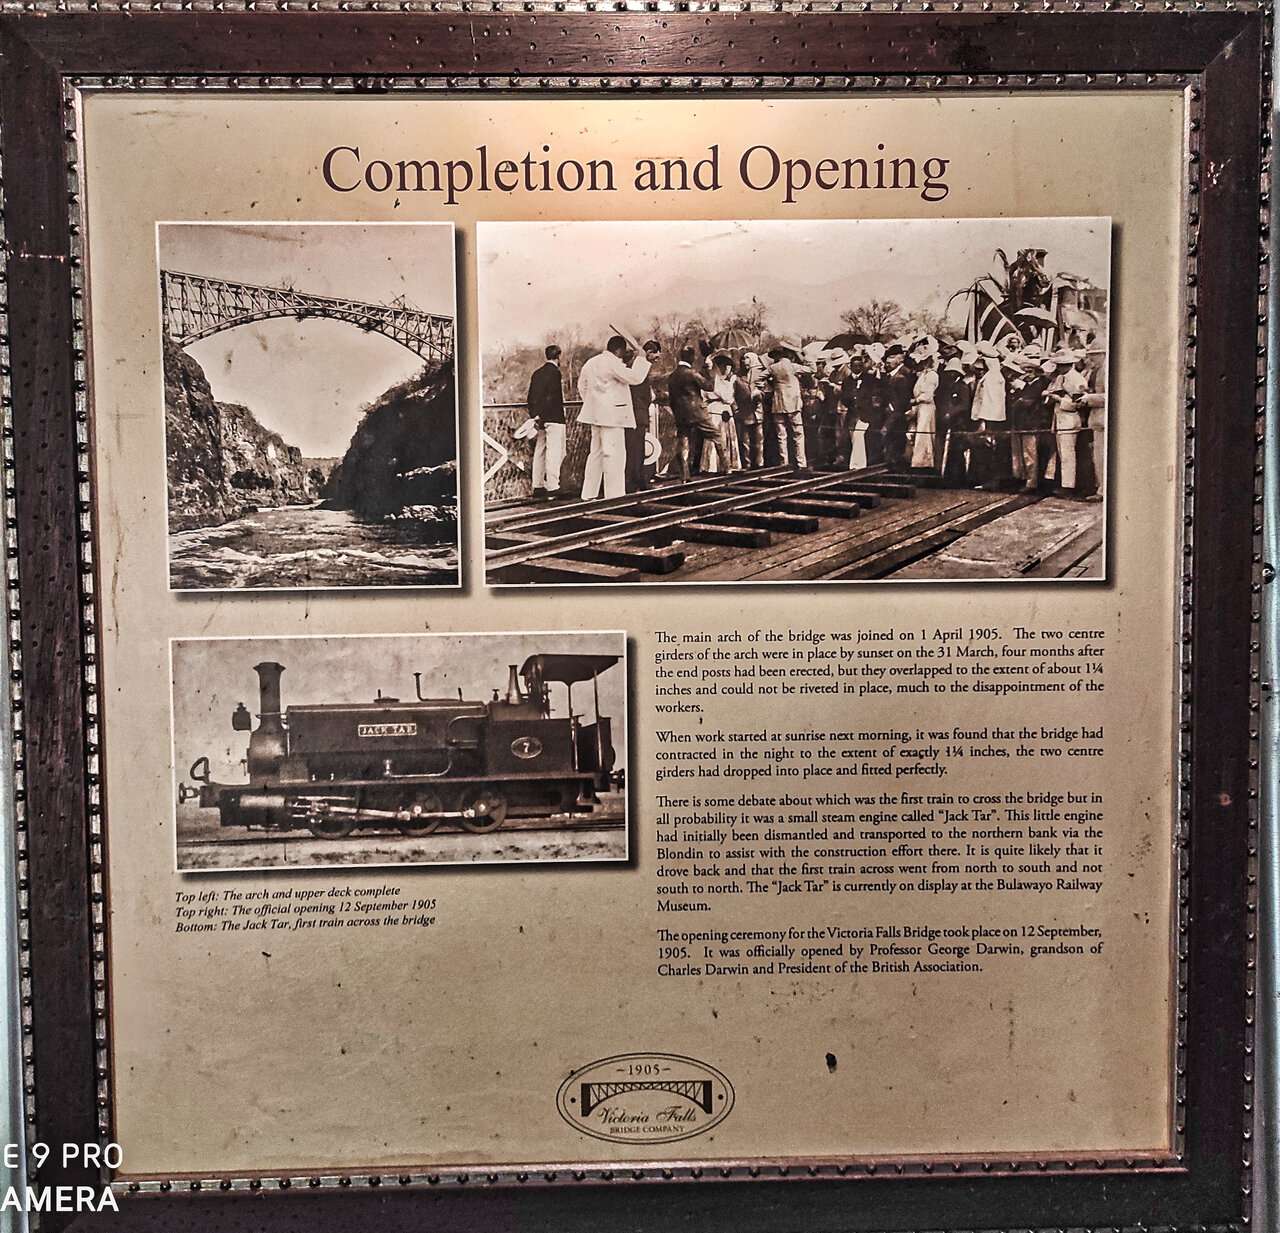 Completion and Opening
JACK TAR
7
Top left: The arch and upper deck complete
Top right: The official opening 12 September 1905
Bottom: The Jack Tar, first train across the bridge
The main arch of the bridge was joined on 1 April 1905. The two centre
girders of the arch were in place by sunset on the 31 March, four months after
the end posts had been erected, but they overlapped to the extent of about 1¼
inches and could not be riveted in place, much to the disappointment of the
workers.
When work started at sunrise next morning, it was found that the bridge had
contracted in the night to the extent of exactly 1¼ inches, the two centre
girders had dropped into place and fitted perfectly.
There is some debate about which was the first train to cross the bridge but in
all probability it was a small steam engine called “Jack Tar”. This little engine
had initially been dismantled and transported to the northern bank via the
Blondin to assist with the construction effort there. It is quite likely that it
drove back and that the first train across went from north to south and not
south to north. The “Jack Tar” is currently on display at the Bulawayo Railway
Museum.
The opening ceremony for the Victoria Falls Bridge took place on 12 September,
1905. It was officially opened by Professor George Darwin, grandson of
Charles Darwin and President of the British Association.
~1905~
Victoria Falls
BRIDGE COMPANY
E 9 PRO
AMERA